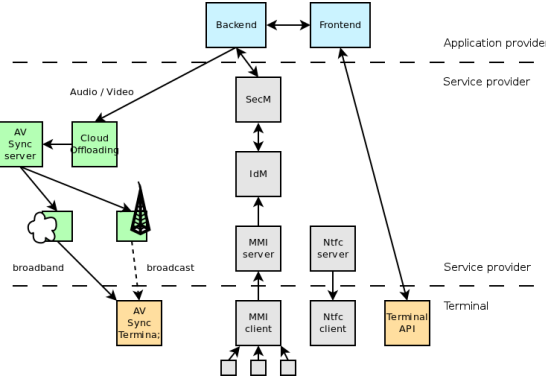 Backend
Frontend
Application provider
Service provider
Audio / Video
SecM
AV
Sync
server
Cloud
Offloading
IdM
MMI
server
Ntfc
server
broadband
broadcast
Service provider
Terminal
AV
Sync
Termina;
MMI
client
Ntfc
client
Terminal
API